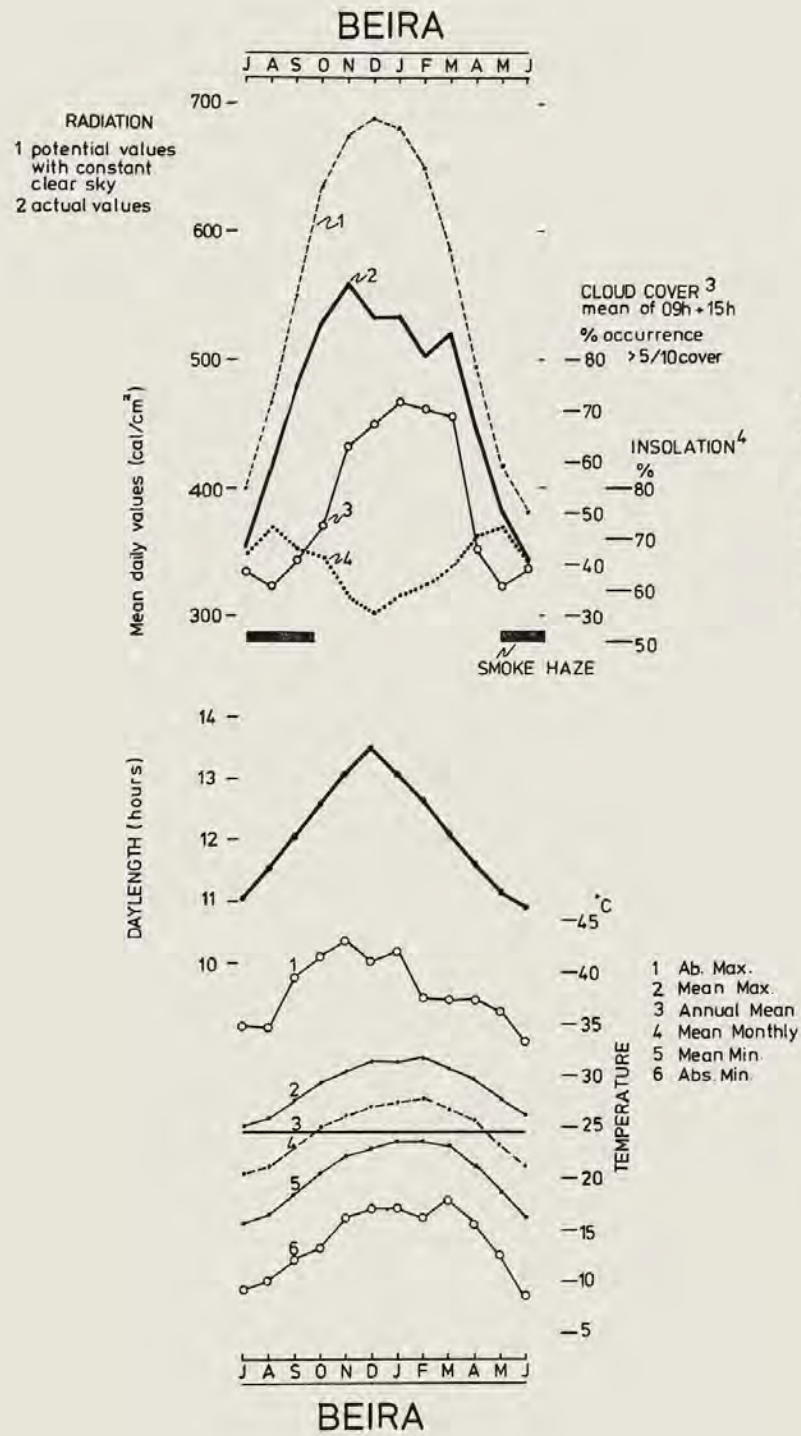 BEIRA
J A S O N D J F M A M J
RADIATION
1 potential values
with constant
clear sky
2 actual values
700
600
500
400
300
Mean daily values (cal/cm²)
1
2
3
4
CLOUD COVER 3
mean of 09h + 15h
% occurrence
> 5/10 cover
80
70
60
50
40
30
INSOLATION 4
%
80
70
60
50
SMOKE HAZE
14
13
12
11
10
DAYLENGTH (hours)
°C
45
40
35
30
25
20
15
10
5
TEMPERATURE
1
2
3
4
5
6
1 Ab. Max.
2 Mean Max.
3 Annual Mean
4 Mean Monthly
5 Mean Min.
6 Abs. Min.
J A S O N D J F M A M J
BEIRA